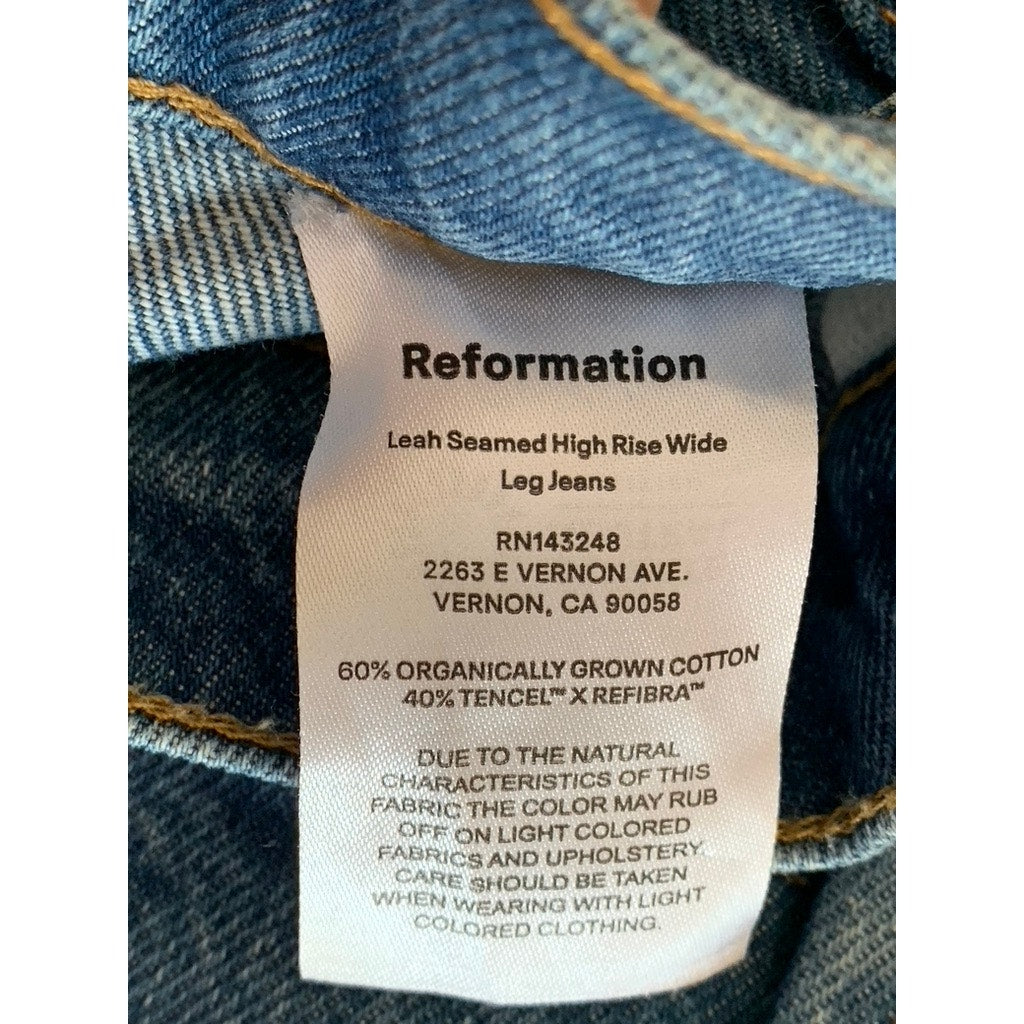 Reformation
Leah Seamed High Rise Wide
Leg Jeans
RN143248
2263 E VERNON AVE.
VERNON, CA 90058
60% ORGANICALLY GROWN COTTON
40% TENCEL™ X REFIBRA™
DUE TO THE NATURAL
CHARACTERISTICS OF THIS
FABRIC THE COLOR MAY RUB
OFF ON LIGHT COLORED
FABRICS AND UPHOLSTERY.
CARE SHOULD BE TAKEN
WHEN WEARING WITH LIGHT
COLORED CLOTHING.